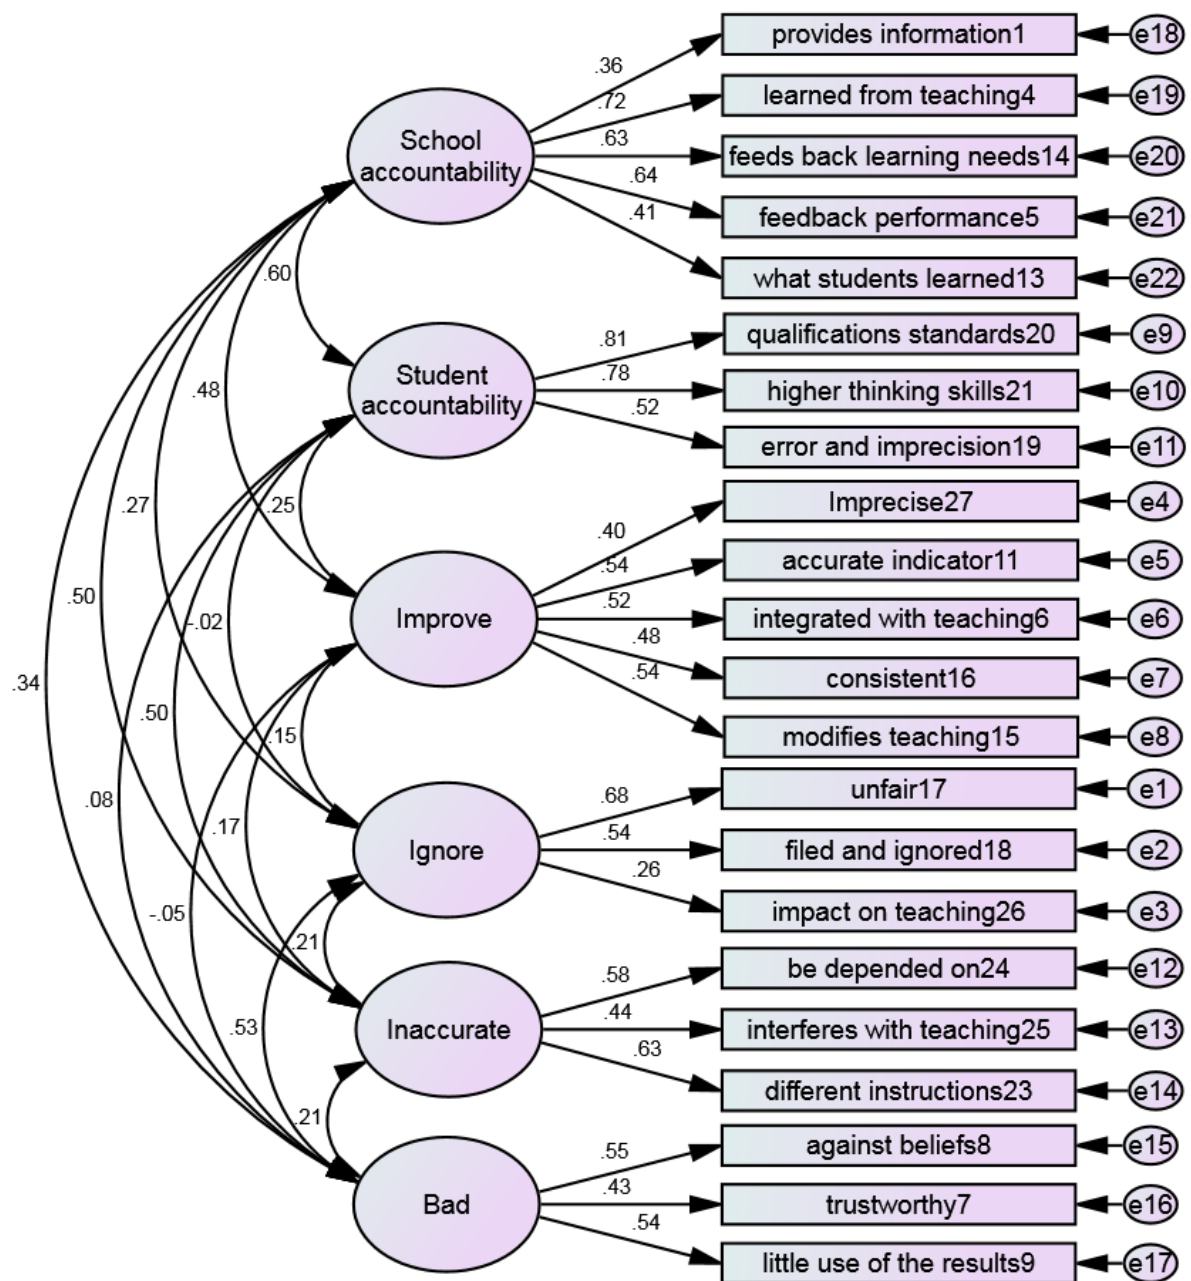 provides information1
e18
.36
learned from teaching4
e19
.72
School
accountability
.63
feeds back learning needs14
e20
.64
feedback performance5
e21
.41
what students learned13
e22
.60
.81
qualifications standards20
e9
Student
accountability
.78
higher thinking skills21
e10
.48
.52
error and imprecision19
e11
.27
.25
Imprecise27
e4
.40
accurate indicator11
e5
.54
.50
Improve
.52
integrated with teaching6
e6
-.02
.48
consistent16
e7
.34
.54
modifies teaching15
e8
.50
.15
unfair17
e1
.68
.08
.17
Ignore
.54
filed and ignored18
e2
.26
impact on teaching26
e3
-.05
.21
be depended on24
e12
.58
.53
Inaccurate
.44
interferes with teaching25
e13
.63
different instructions23
e14
.21
against beliefs8
e15
.55
Bad
.43
trustworthy7
e16
.54
little use of the results9
e17